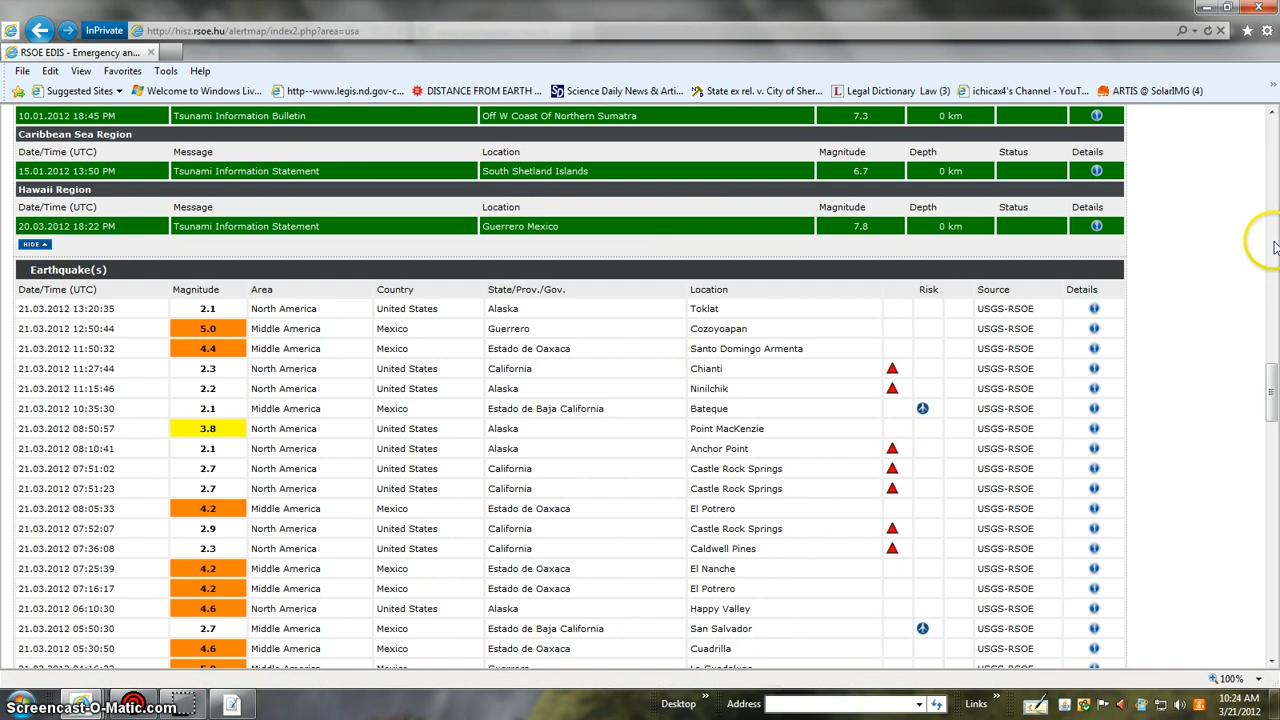 InPrivate http://hisz.rsoe.hu/alertmap/index2.php?area=usa
RSOE EDIS - Emergency an...
File Edit View Favorites Tools Help
Suggested Sites Welcome to Windows Liv... http--www.legis.nd.gov-c... DISTANCE FROM EARTH ... Science Daily News & Arti... State ex rel. v. City of Sher... Legal Dictionary Law (3) ichicax4's Channel - YouT... ARTIS @ SolarIMG (4)
10.01.2012 18:45 PM Tsunami Information Bulletin Off W Coast Of Northern Sumatra 7.3 0 km
Caribbean Sea Region
Date/Time (UTC) Message Location Magnitude Depth Status Details
15.01.2012 13:50 PM Tsunami Information Statement South Shetland Islands 6.7 0 km
Hawaii Region
Date/Time (UTC) Message Location Magnitude Depth Status Details
20.03.2012 18:22 PM Tsunami Information Statement Guerrero Mexico 7.8 0 km
HIDE
Earthquake(s)
Date/Time (UTC) Magnitude Area Country State/Prov./Gov. Location Risk Source Details
21.03.2012 13:20:35 2.1 North America United States Alaska Toklat USGS-RSOE
21.03.2012 12:50:44 5.0 Middle America Mexico Guerrero Cozoyoapan USGS-RSOE
21.03.2012 11:50:32 4.4 Middle America Mexico Estado de Oaxaca Santo Domingo Armenta USGS-RSOE
21.03.2012 11:27:44 2.3 North America United States California Chianti USGS-RSOE
21.03.2012 11:15:46 2.2 North America United States Alaska Ninilchik USGS-RSOE
21.03.2012 10:35:30 2.1 Middle America Mexico Estado de Baja California Bateque USGS-RSOE
21.03.2012 08:50:57 3.8 North America United States Alaska Point MacKenzie USGS-RSOE
21.03.2012 08:10:41 2.1 North America United States Alaska Anchor Point USGS-RSOE
21.03.2012 07:51:02 2.7 North America United States California Castle Rock Springs USGS-RSOE
21.03.2012 07:51:23 2.7 North America United States California Castle Rock Springs USGS-RSOE
21.03.2012 08:05:33 4.2 Middle America Mexico Estado de Oaxaca El Potrero USGS-RSOE
21.03.2012 07:52:07 2.9 North America United States California Castle Rock Springs USGS-RSOE
21.03.2012 07:36:08 2.3 North America United States California Caldwell Pines USGS-RSOE
21.03.2012 07:25:39 4.2 Middle America Mexico Estado de Oaxaca El Nanche USGS-RSOE
21.03.2012 07:16:17 4.2 Middle America Mexico Estado de Oaxaca El Potrero USGS-RSOE
21.03.2012 06:10:30 4.6 North America United States Alaska Happy Valley USGS-RSOE
21.03.2012 05:50:30 2.7 Middle America Mexico Estado de Baja California San Salvador USGS-RSOE
21.03.2012 05:30:50 4.6 Middle America Mexico Estado de Oaxaca Cuadrilla USGS-RSOE
100%
Screencast-O-Matic.com Desktop Address Links 10:24 AM
3/21/2012